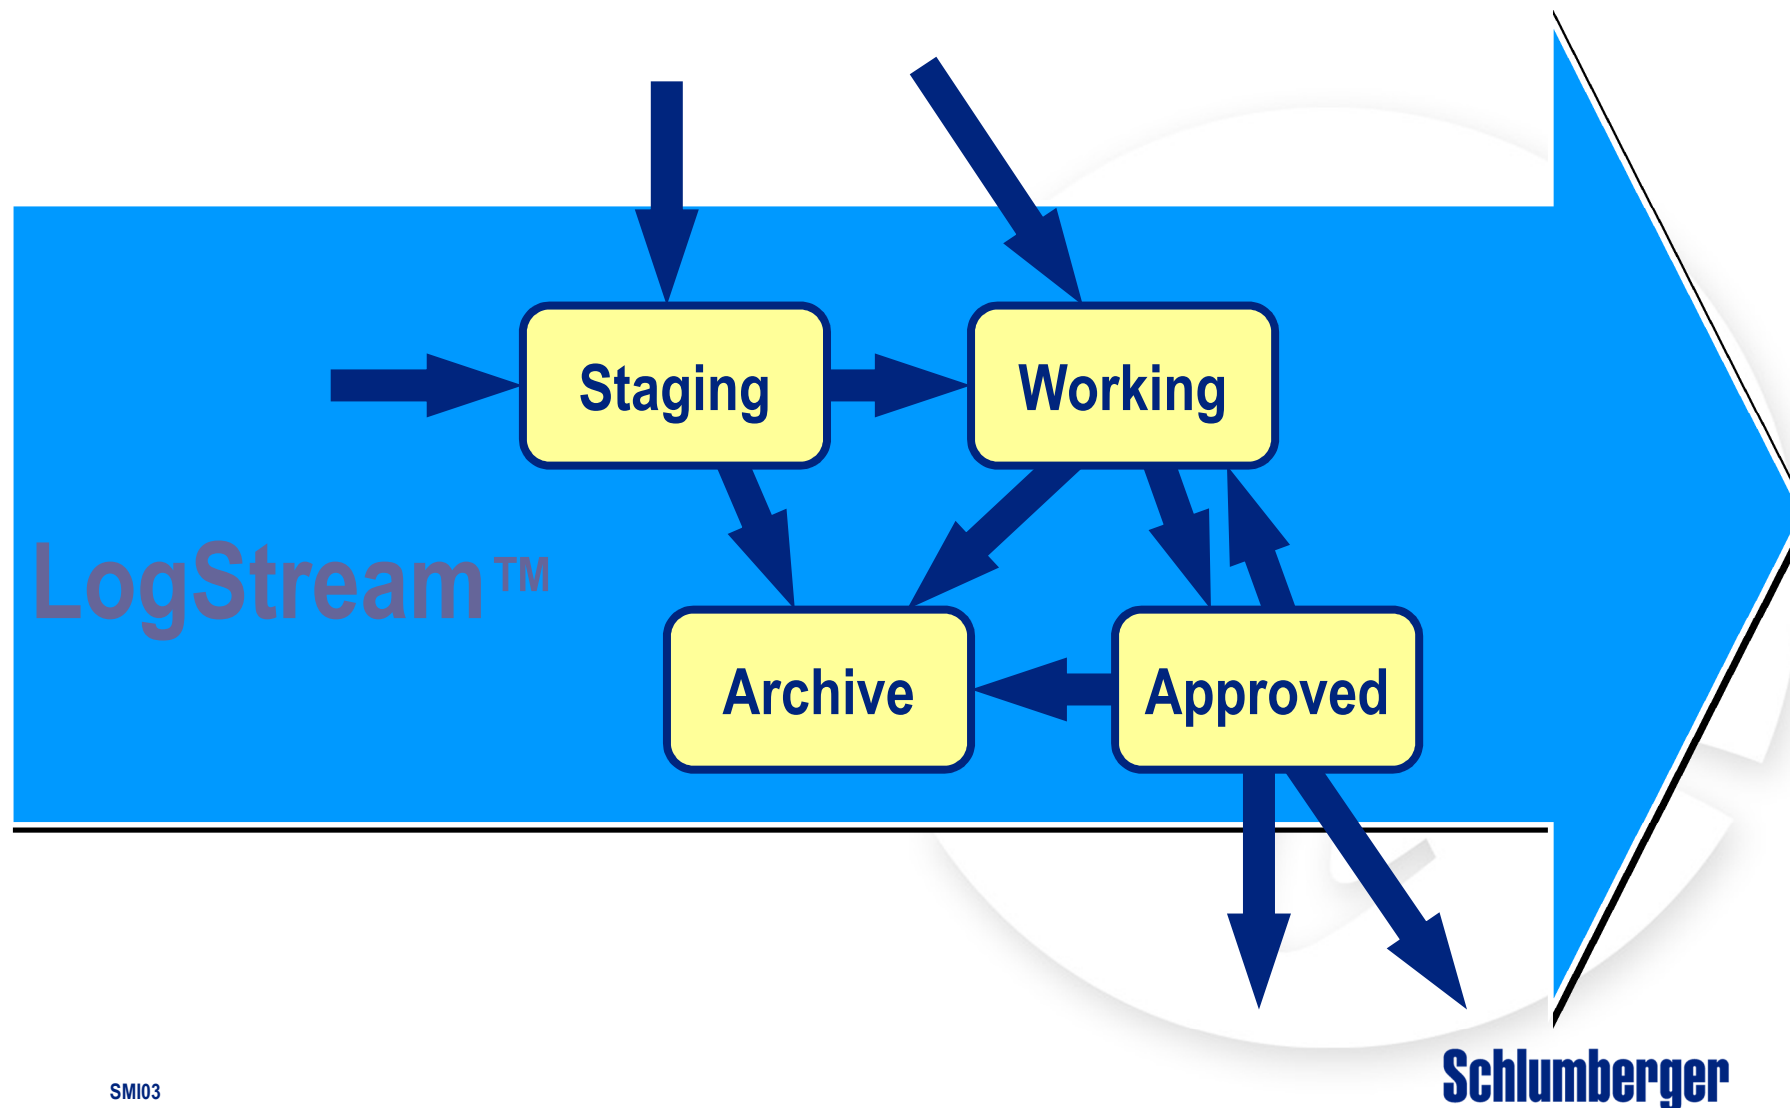 Staging
Working
LogStream™
Archive
Approved
SMI03
Schlumberger